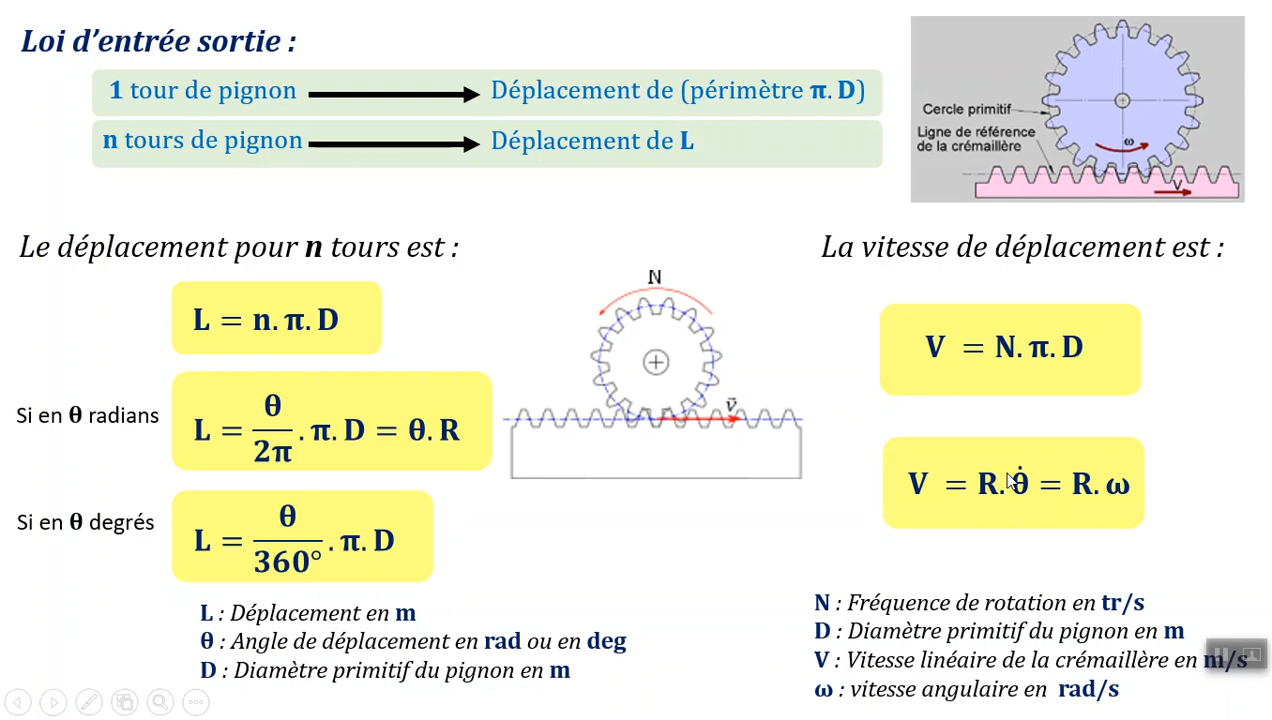 Loi d'entrée sortie :
1 tour de pignon Déplacement de (périmètre π. D)
n tours de pignon Déplacement de L
Cercle primitif
Ligne de référence
de la crémaillère
ω
V
Le déplacement pour n tours est :
L = n. π. D
Si en θ radians
L = θ/2π . π. D = θ. R
Si en θ degrés
L = θ/360° . π. D
L : Déplacement en m
θ : Angle de déplacement en rad ou en deg
D : Diamètre primitif du pignon en m
N
v⃗
La vitesse de déplacement est :
V = N. π. D
V = R. θ̇ = R. ω
N : Fréquence de rotation en tr/s
D : Diamètre primitif du pignon en m
V : Vitesse linéaire de la crémaillère en m/s
ω : vitesse angulaire en rad/s